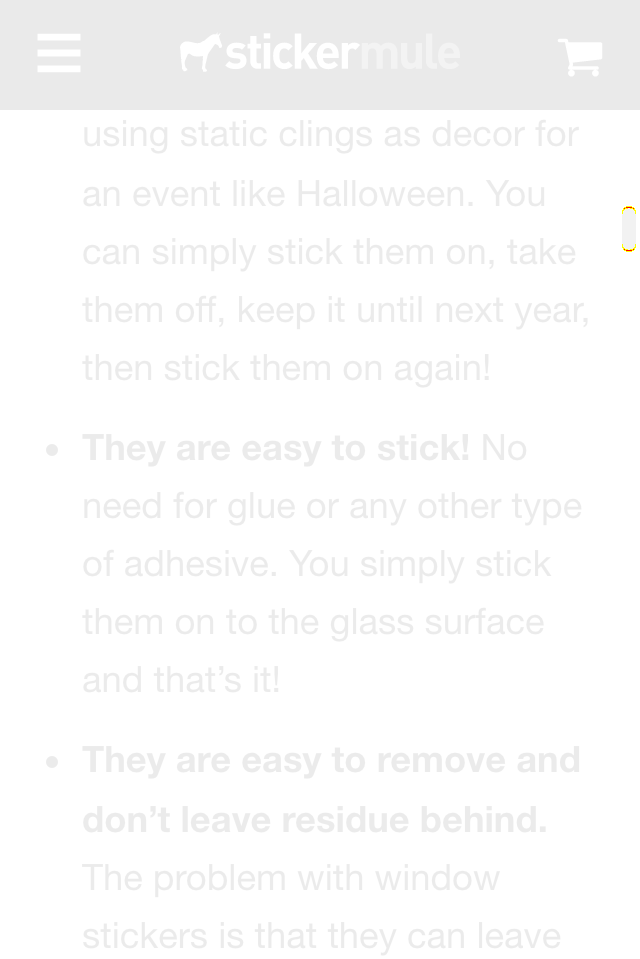 stickermule
using static clings as decor for
an event like Halloween. You
can simply stick them on, take
them off, keep it until next year,
then stick them on again!
• They are easy to stick! No
need for glue or any other type
of adhesive. You simply stick
them on to the glass surface
and that’s it!
• They are easy to remove and
don’t leave residue behind.
The problem with window
stickers is that they can leave